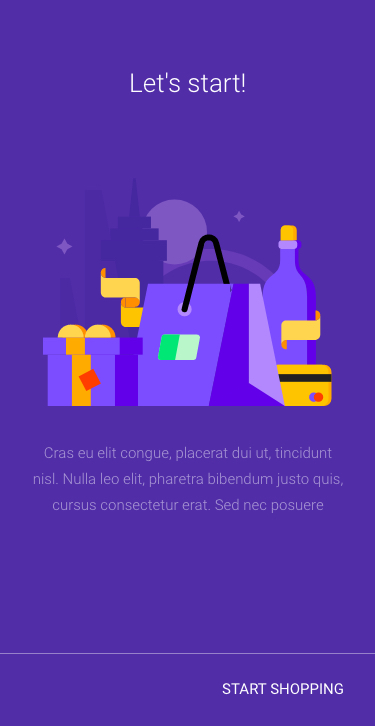 Let's start!
Cras eu elit congue, placerat dui ut, tincidunt
nisl. Nulla leo elit, pharetra bibendum justo quis,
cursus consectetur erat. Sed nec posuere
START SHOPPING